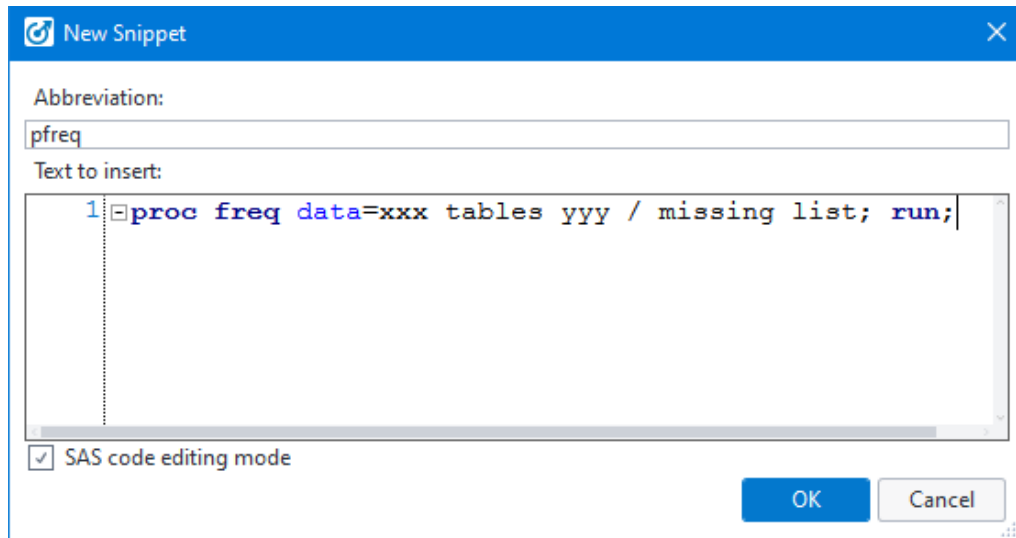 New Snippet
Abbreviation:
pfreq
Text to insert:
1 proc freq data=xxx tables yyy / missing list; run;
SAS code editing mode
OK Cancel